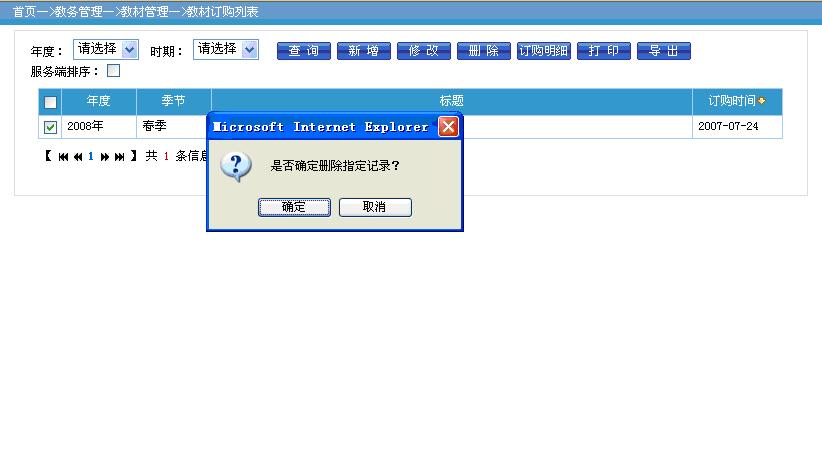 首页—>教务管理—>教材管理—>教材订购列表
年度： 请选择 时期： 请选择 查 询 新 增 修 改 删 除 订购明细 打 印 导 出
服务端排序：
年度 季节 标题 订购时间
2008年 春季 2007-07-24
【 1 】 共 1 条信息
Microsoft Internet Explorer
是否确定删除指定记录？
确定 取消